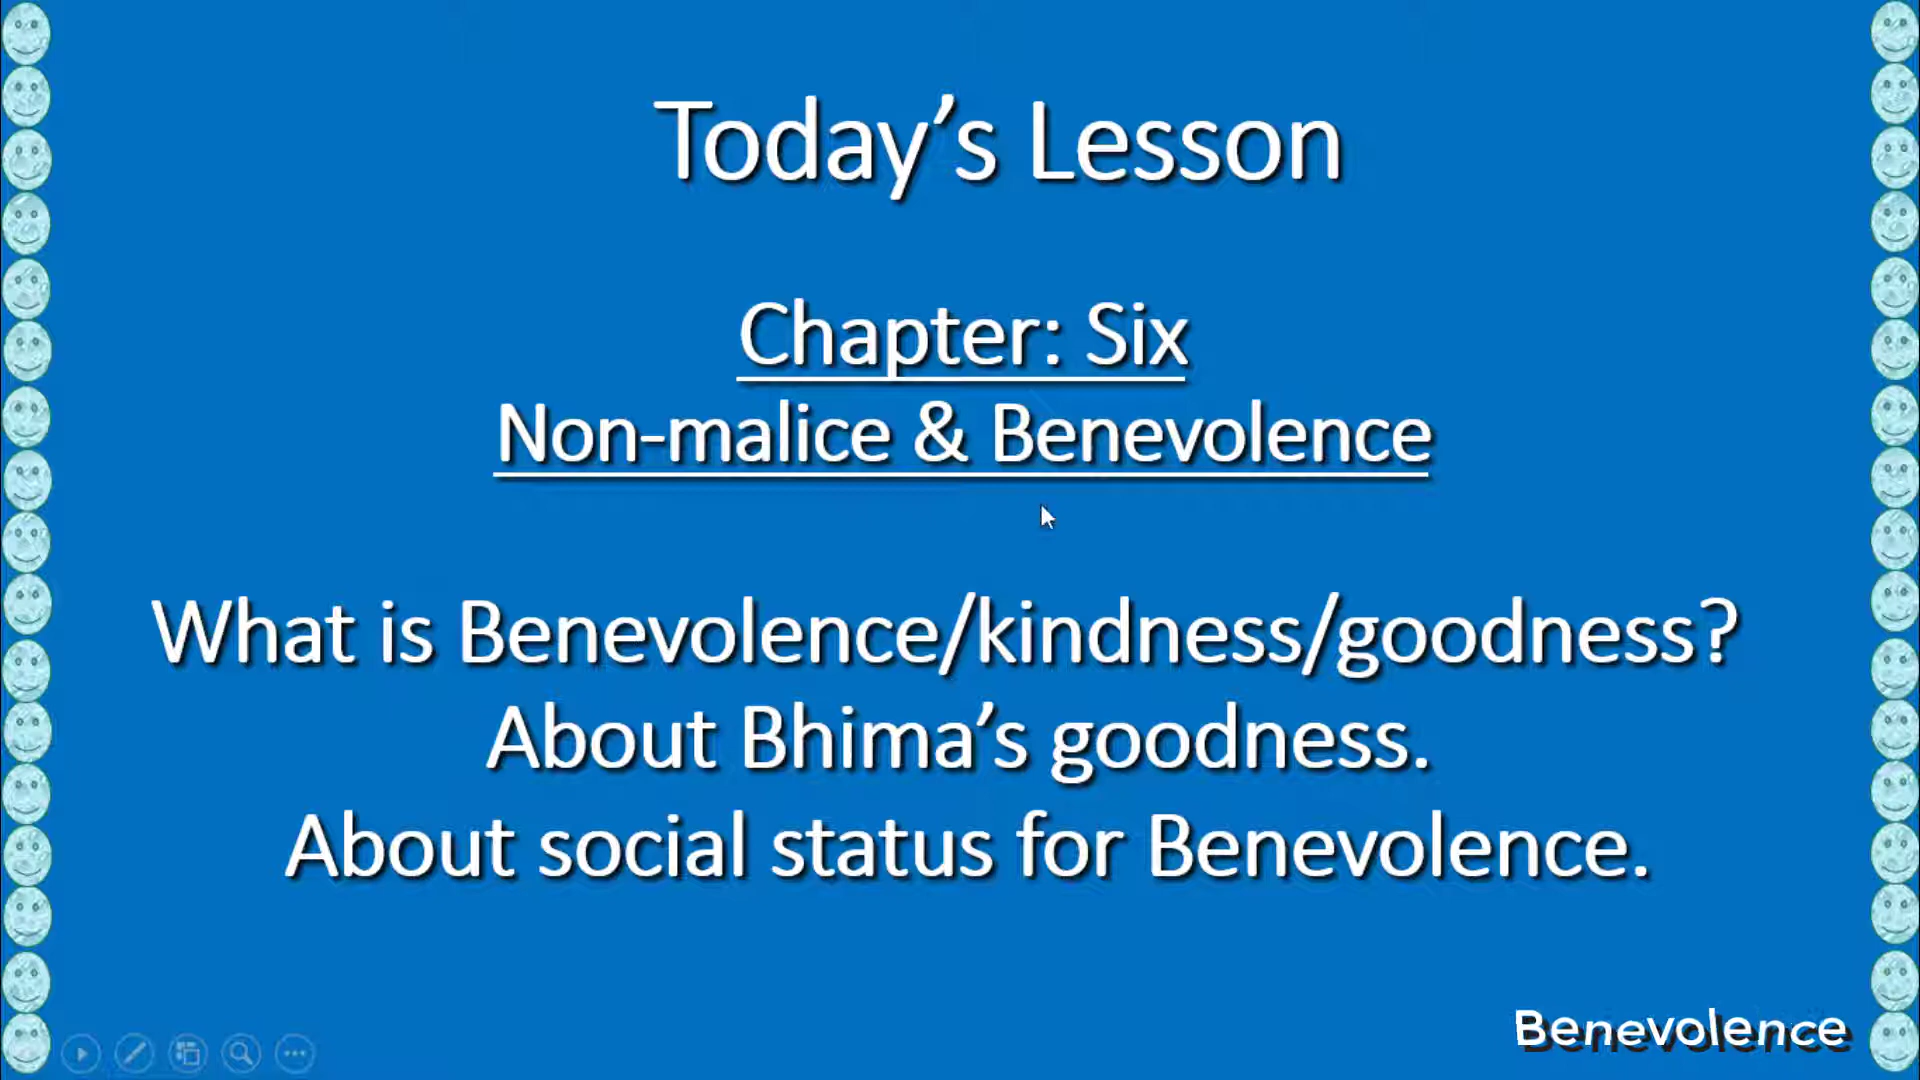 Today’s Lesson
Chapter: Six
Non-malice & Benevolence
What is Benevolence/kindness/goodness?
About Bhima’s goodness.
About social status for Benevolence.
Benevolence